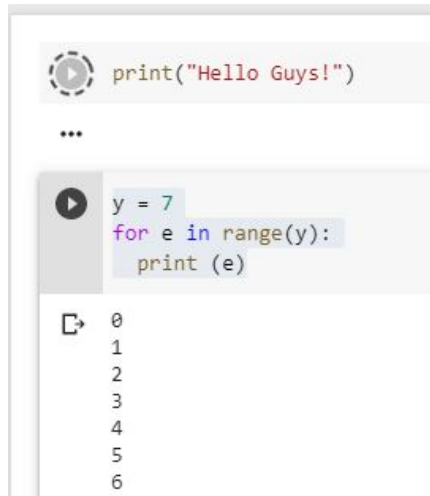 print("Hello Guys!")
...
y = 7
for e in range(y):
  print (e)
0
1
2
3
4
5
6